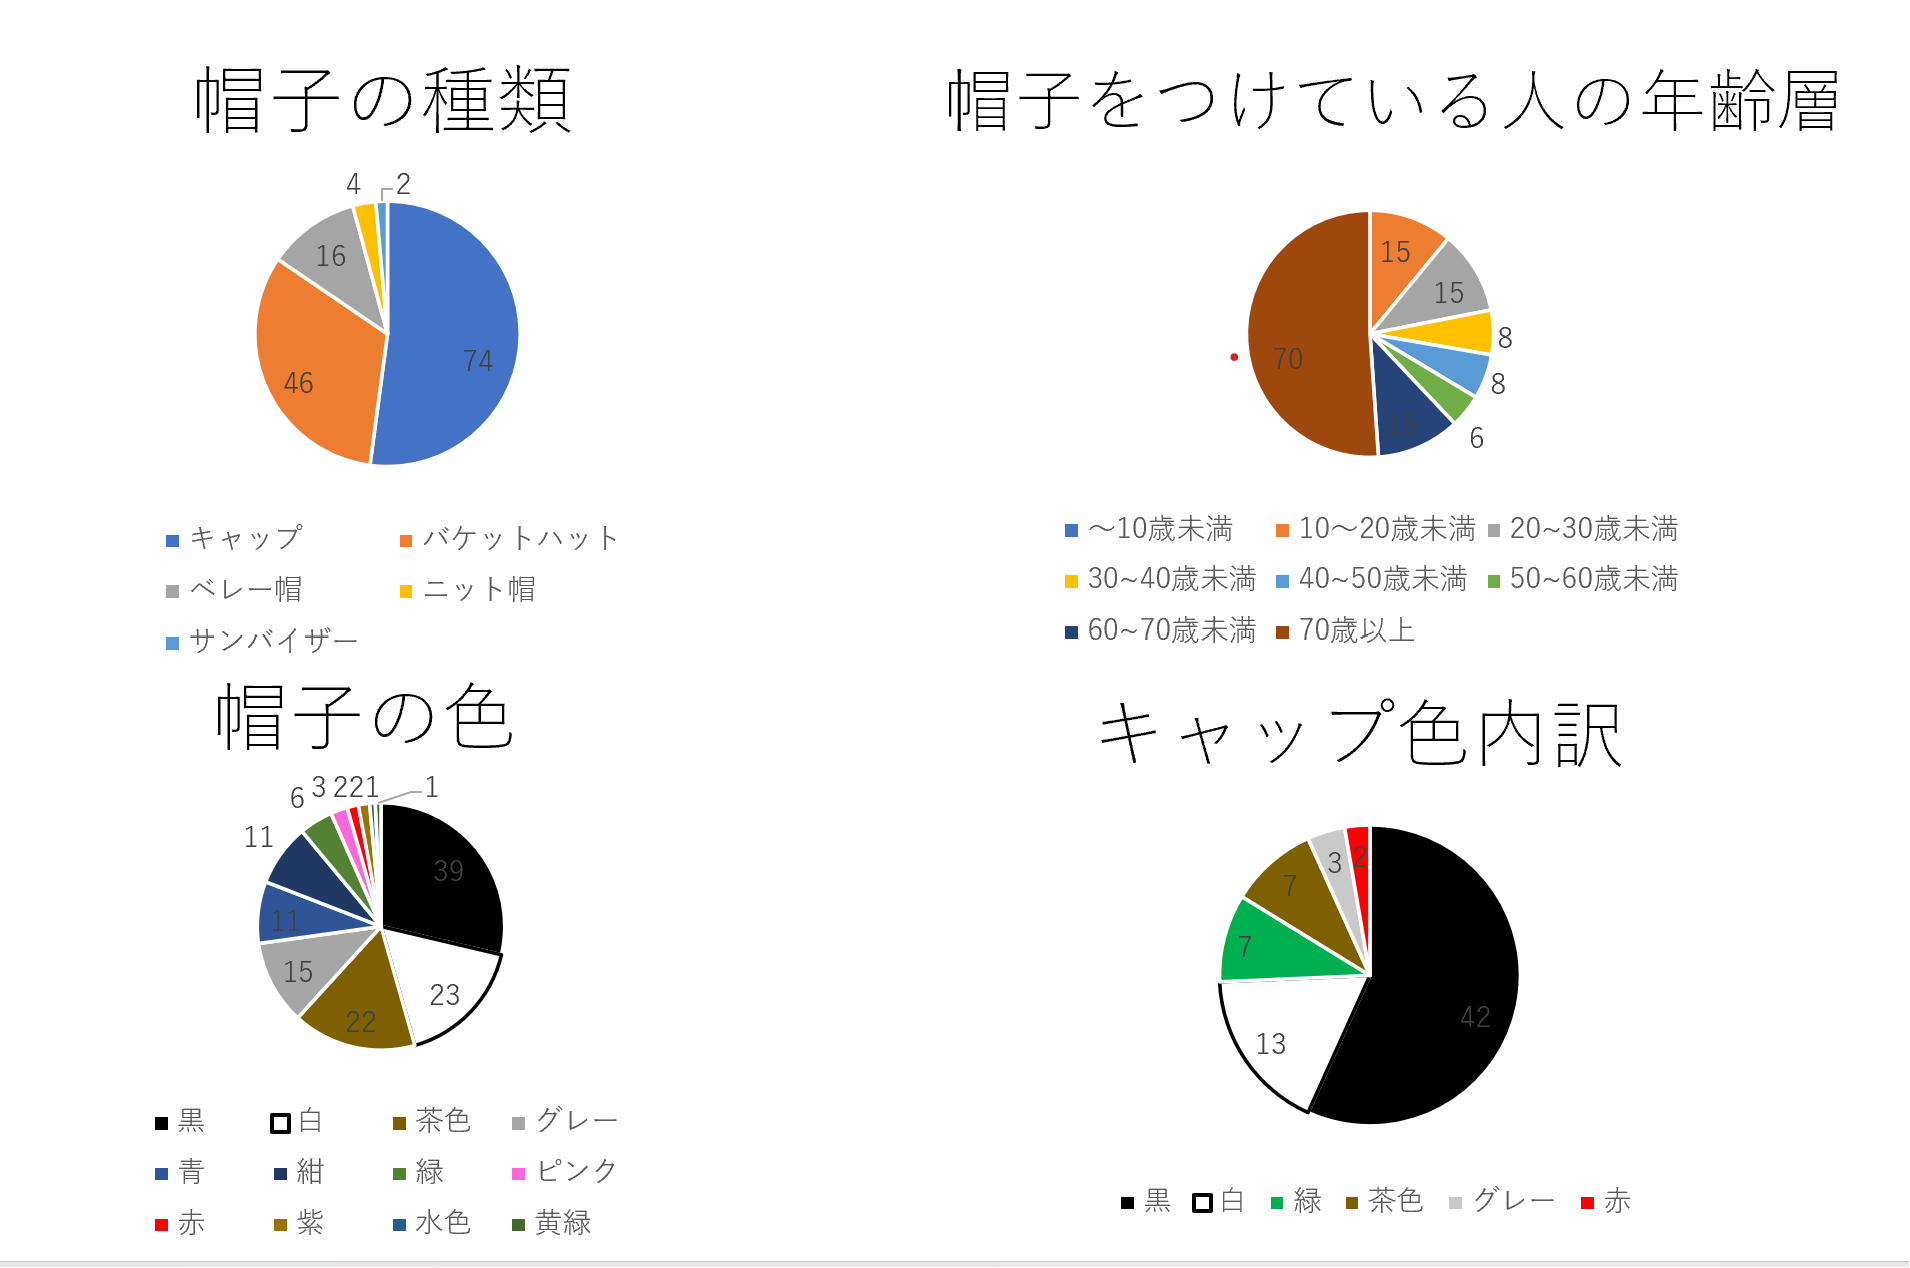 帽子の種類
4 2
16
74
46
キャップ バケットハット
ベレー帽 ニット帽
サンバイザー
帽子をつけている人の年齢層
15
15
8
70
8
15
6
～10歳未満 10～20歳未満 20~30歳未満
30~40歳未満 40~50歳未満 50~60歳未満
60~70歳未満 70歳以上
帽子の色
6 3 2 2 1 1
11
39
11
15
23
22
黒 白 茶色 グレー
青 紺 緑 ピンク
赤 紫 水色 黄緑
キャップ色内訳
3 2
7
7
42
13
黒 白 緑 茶色 グレー 赤